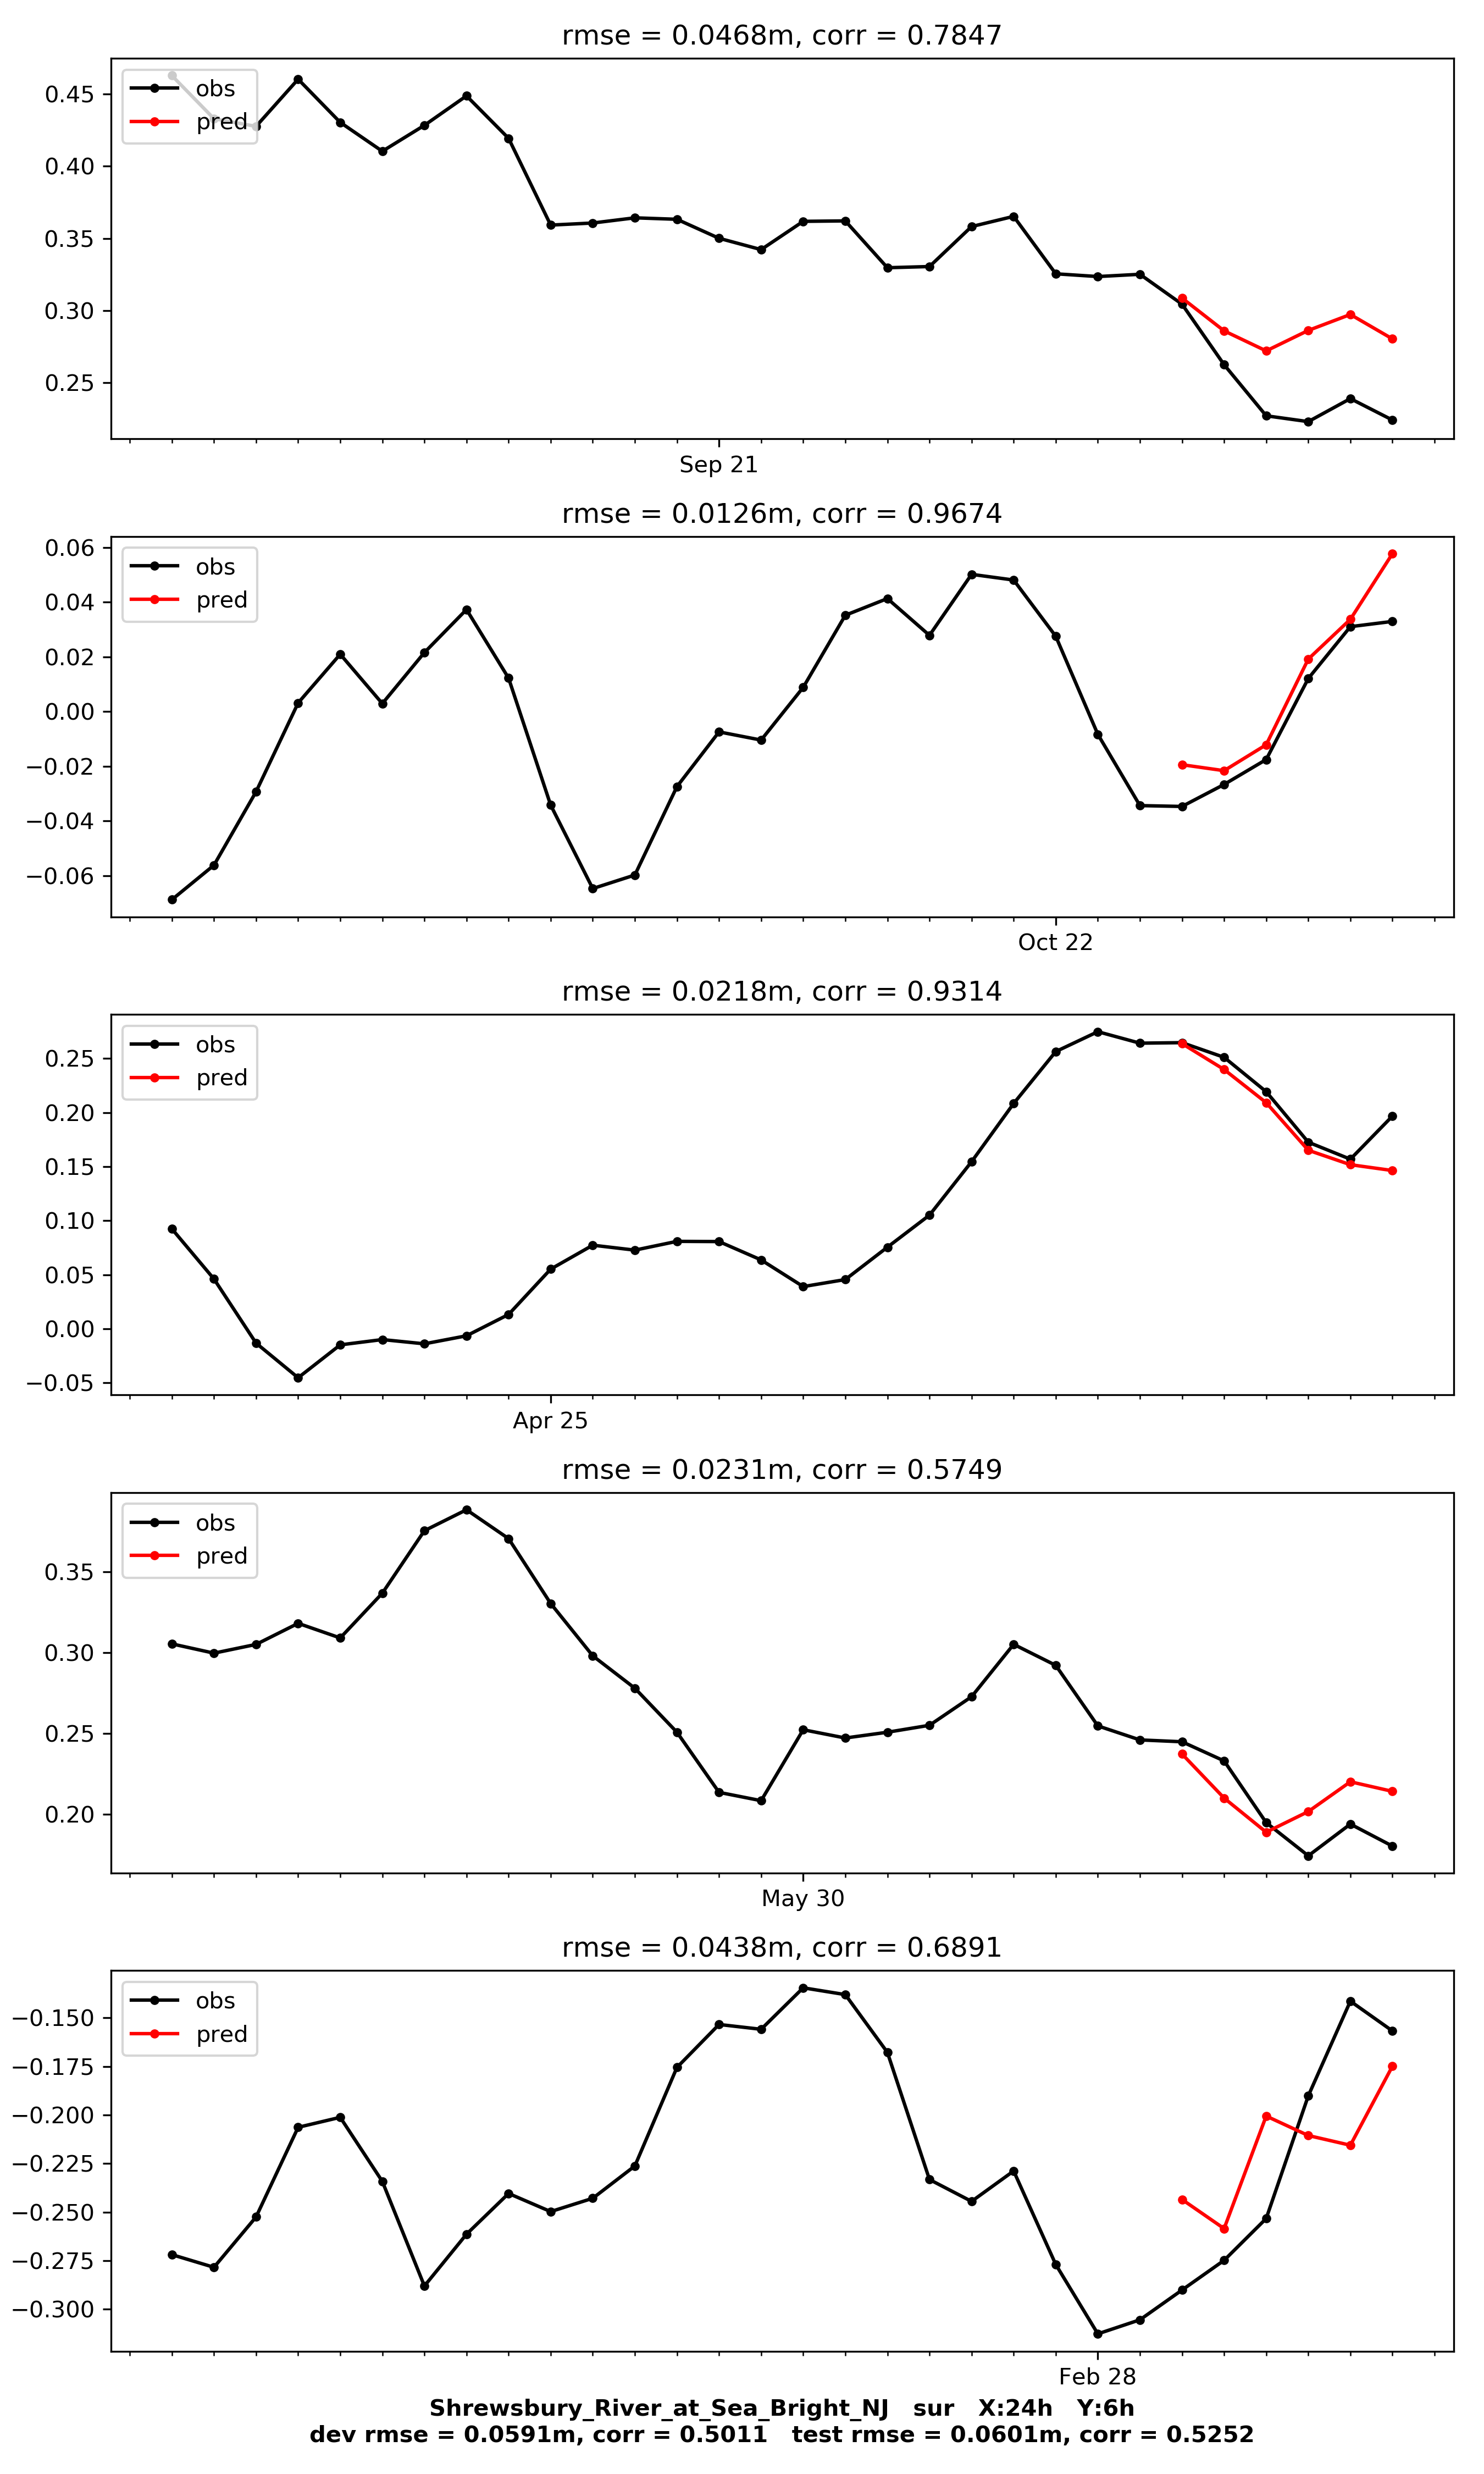 rmse = 0.0468m, corr = 0.7847
obs
pred
0.45
0.40
0.35
0.30
0.25
Sep 21
rmse = 0.0126m, corr = 0.9674
obs
pred
0.06
0.04
0.02
0.00
−0.02
−0.04
−0.06
Oct 22
rmse = 0.0218m, corr = 0.9314
obs
pred
0.25
0.20
0.15
0.10
0.05
0.00
−0.05
Apr 25
rmse = 0.0231m, corr = 0.5749
obs
pred
0.35
0.30
0.25
0.20
May 30
rmse = 0.0438m, corr = 0.6891
obs
pred
−0.150
−0.175
−0.200
−0.225
−0.250
−0.275
−0.300
Feb 28
Shrewsbury_River_at_Sea_Bright_NJ sur X:24h Y:6h
dev rmse = 0.0591m, corr = 0.5011 test rmse = 0.0601m, corr = 0.5252